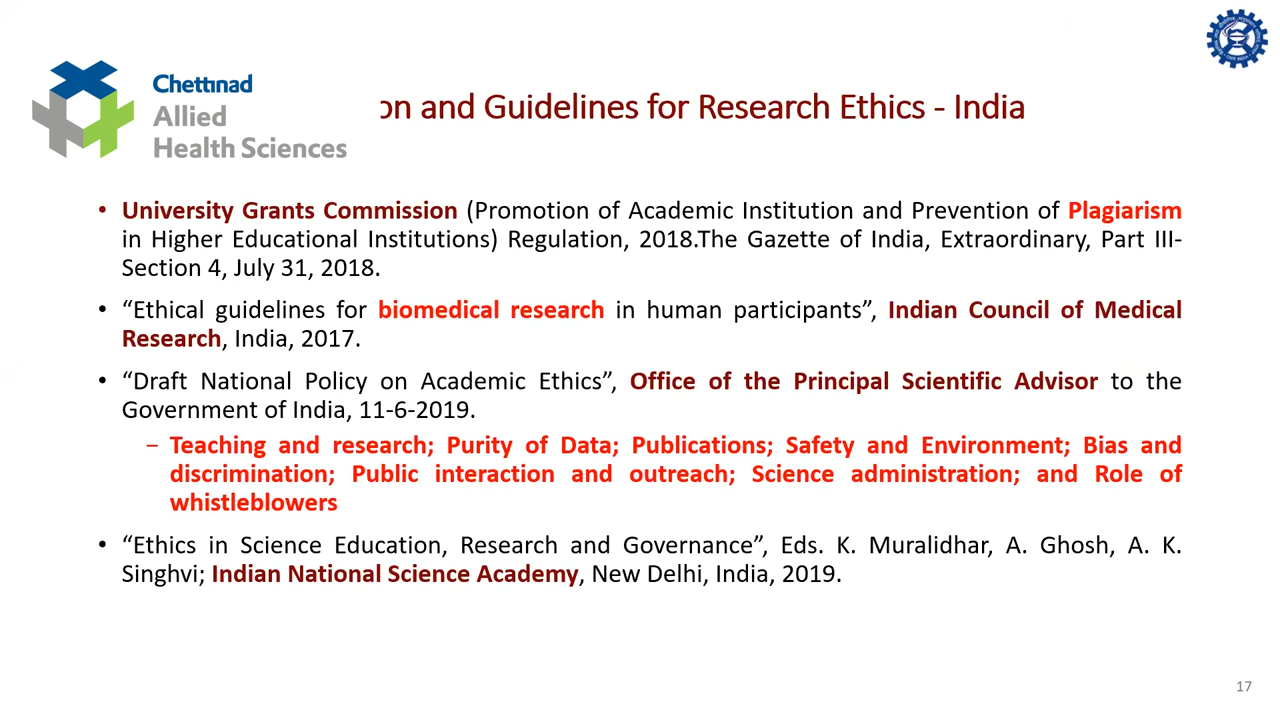 Chettinad
Allied
Health Sciences
on and Guidelines for Research Ethics - India
• University Grants Commission (Promotion of Academic Institution and Prevention of Plagiarism
in Higher Educational Institutions) Regulation, 2018.The Gazette of India, Extraordinary, Part III-
Section 4, July 31, 2018.
• “Ethical guidelines for biomedical research in human participants”, Indian Council of Medical
Research, India, 2017.
• “Draft National Policy on Academic Ethics”, Office of the Principal Scientific Advisor to the
Government of India, 11-6-2019.
− Teaching and research; Purity of Data; Publications; Safety and Environment; Bias and
discrimination; Public interaction and outreach; Science administration; and Role of
whistleblowers
• “Ethics in Science Education, Research and Governance”, Eds. K. Muralidhar, A. Ghosh, A. K.
Singhvi; Indian National Science Academy, New Delhi, India, 2019.
17